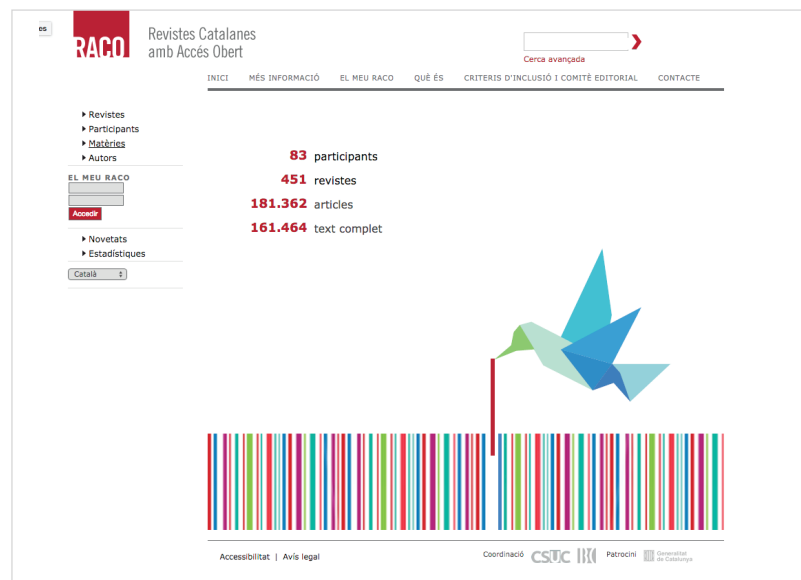 es
RACO
Revistes Catalanes
amb Accés Obert
Cerca avançada
INICI MÉS INFORMACIÓ EL MEU RACO QUÈ ÉS CRITERIS D'INCLUSIÓ I COMITÈ EDITORIAL CONTACTE
Revistes
Participants
Matèries
Autors
EL MEU RACO
Accedir
Novetats
Estadístiques
Català
83 participants
451 revistes
181.362 articles
161.464 text complet
Accessibilitat | Avís legal
Coordinació CSUC BC Patrocini Generalitat
de Catalunya